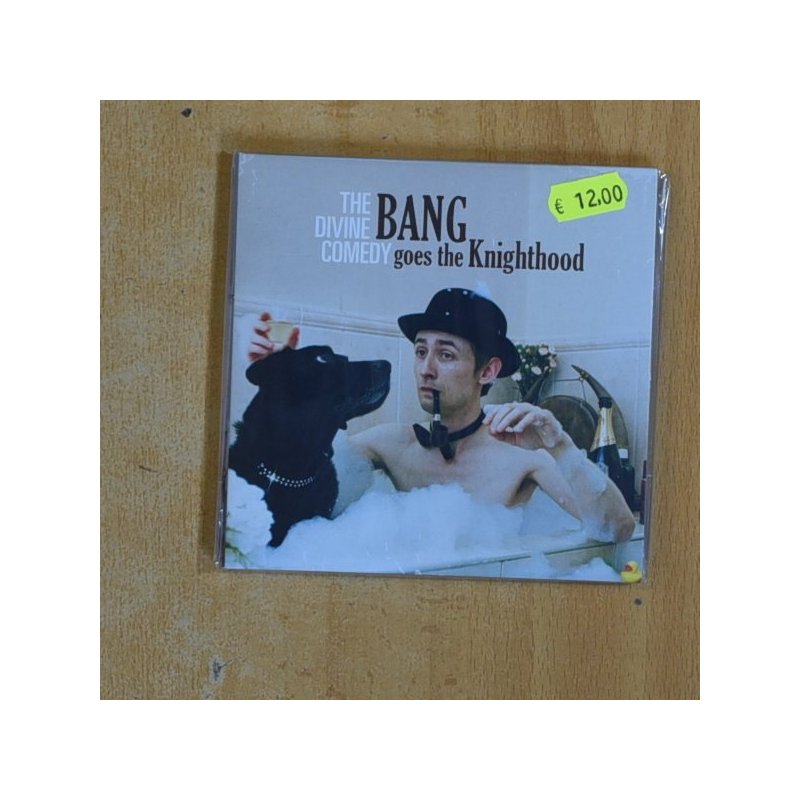 THE
DIVINE
COMEDY
BANG
goes the Knighthood
€ 12.00